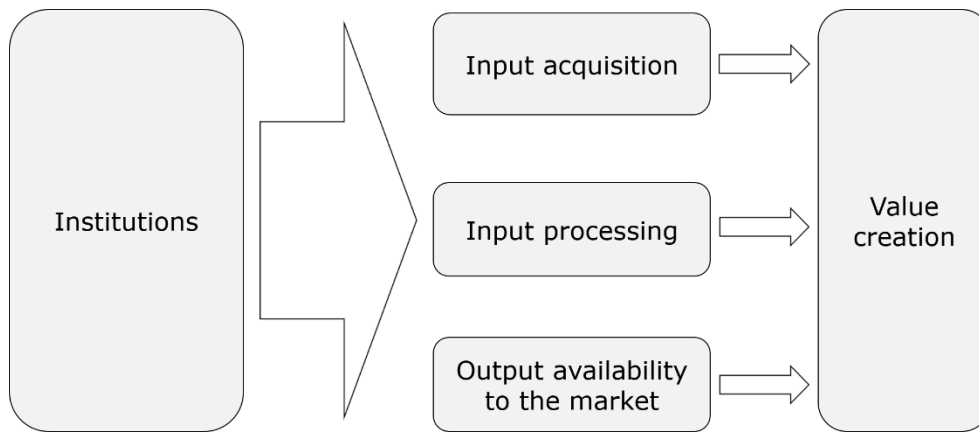 Institutions
Input acquisition
Input processing
Output availability
to the market
Value
creation